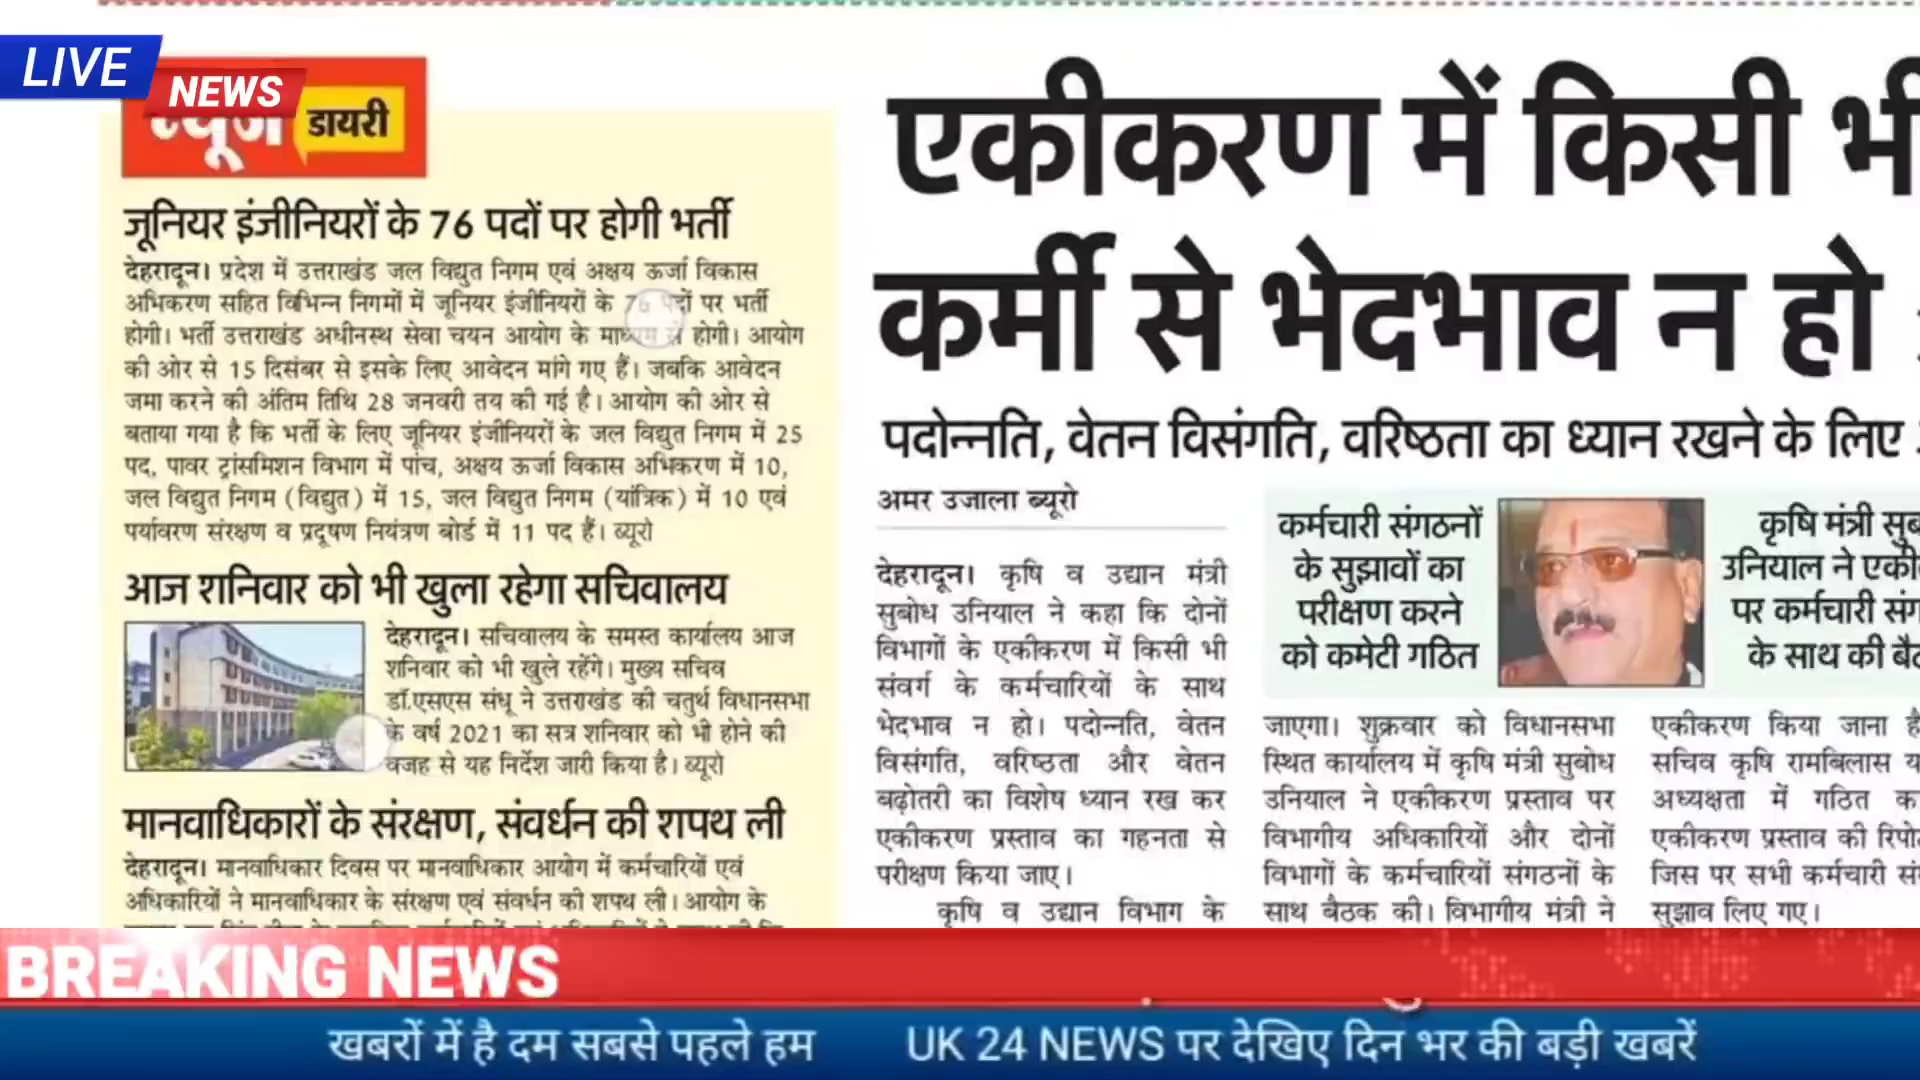 LIVE
NEWS
न्यूज डायरी
जूनियर इंजीनियरों के 76 पदों पर होगी भर्ती
देहरादून। प्रदेश में उत्तराखंड जल विद्युत निगम एवं अक्षय ऊर्जा विकास
अभिकरण सहित विभिन्न निगमों में जूनियर इंजीनियरों के 76 पदों पर भर्ती
होगी। भर्ती उत्तराखंड अधीनस्थ सेवा चयन आयोग के माध्यम से होगी। आयोग
की ओर से 15 दिसंबर से इसके लिए आवेदन मांगे गए हैं। जबकि आवेदन
जमा करने की अंतिम तिथि 28 जनवरी तय की गई है। आयोग की ओर से
बताया गया है कि भर्ती के लिए जूनियर इंजीनियरों के जल विद्युत निगम में 25
पद, पावर ट्रांसमिशन विभाग में पांच, अक्षय ऊर्जा विकास अभिकरण में 10,
जल विद्युत निगम (विद्युत) में 15, जल विद्युत निगम (यांत्रिक) में 10 एवं
पर्यावरण संरक्षण व प्रदूषण नियंत्रण बोर्ड में 11 पद हैं। ब्यूरो
आज शनिवार को भी खुला रहेगा सचिवालय
देहरादून। सचिवालय के समस्त कार्यालय आज
शनिवार को भी खुले रहेंगे। मुख्य सचिव
डॉ.एसएस संधू ने उत्तराखंड की चतुर्थ विधानसभा
के वर्ष 2021 का सत्र शनिवार को भी होने की
वजह से यह निर्देश जारी किया है। ब्यूरो
मानवाधिकारों के संरक्षण, संवर्धन की शपथ ली
देहरादून। मानवाधिकार दिवस पर मानवाधिकार आयोग में कर्मचारियों एवं
अधिकारियों ने मानवाधिकार के संरक्षण एवं संवर्धन की शपथ ली। आयोग के
एकीकरण में किसी भी
कर्मी से भेदभाव न हो
पदोन्नति, वेतन विसंगति, वरिष्ठता का ध्यान रखने के लिए
अमर उजाला ब्यूरो
देहरादून। कृषि व उद्यान मंत्री
सुबोध उनियाल ने कहा कि दोनों
विभागों के एकीकरण में किसी भी
संवर्ग के कर्मचारियों के साथ
भेदभाव न हो। पदोन्नति, वेतन
विसंगति, वरिष्ठता और वेतन
बढ़ोतरी का विशेष ध्यान रख कर
एकीकरण प्रस्ताव का गहनता से
परीक्षण किया जाए।
कृषि व उद्यान विभाग के
कर्मचारी संगठनों
के सुझावों का
परीक्षण करने
को कमेटी गठित
कृषि मंत्री
उनियाल ने
पर कर्मचारी
के साथ की
जाएगा। शुक्रवार को विधानसभा
स्थित कार्यालय में कृषि मंत्री सुबोध
उनियाल ने एकीकरण प्रस्ताव पर
विभागीय अधिकारियों और दोनों
विभागों के कर्मचारियों संगठनों के
साथ बैठक की। विभागीय मंत्री ने
एकीकरण किया जाना
सचिव कृषि रामबिलास
अध्यक्षता में गठित
एकीकरण प्रस्ताव की
जिस पर सभी कर्मचारी
सुझाव लिए गए।
BREAKING NEWS
खबरों में है दम सबसे पहले हम UK 24 NEWS पर देखिए दिन भर की बड़ी खबरें